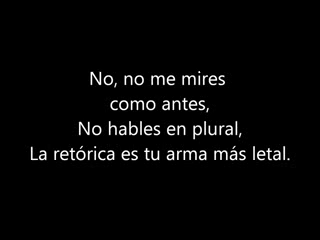 No, no me mires
como antes,
No hables en plural,
La retórica es tu arma más letal.